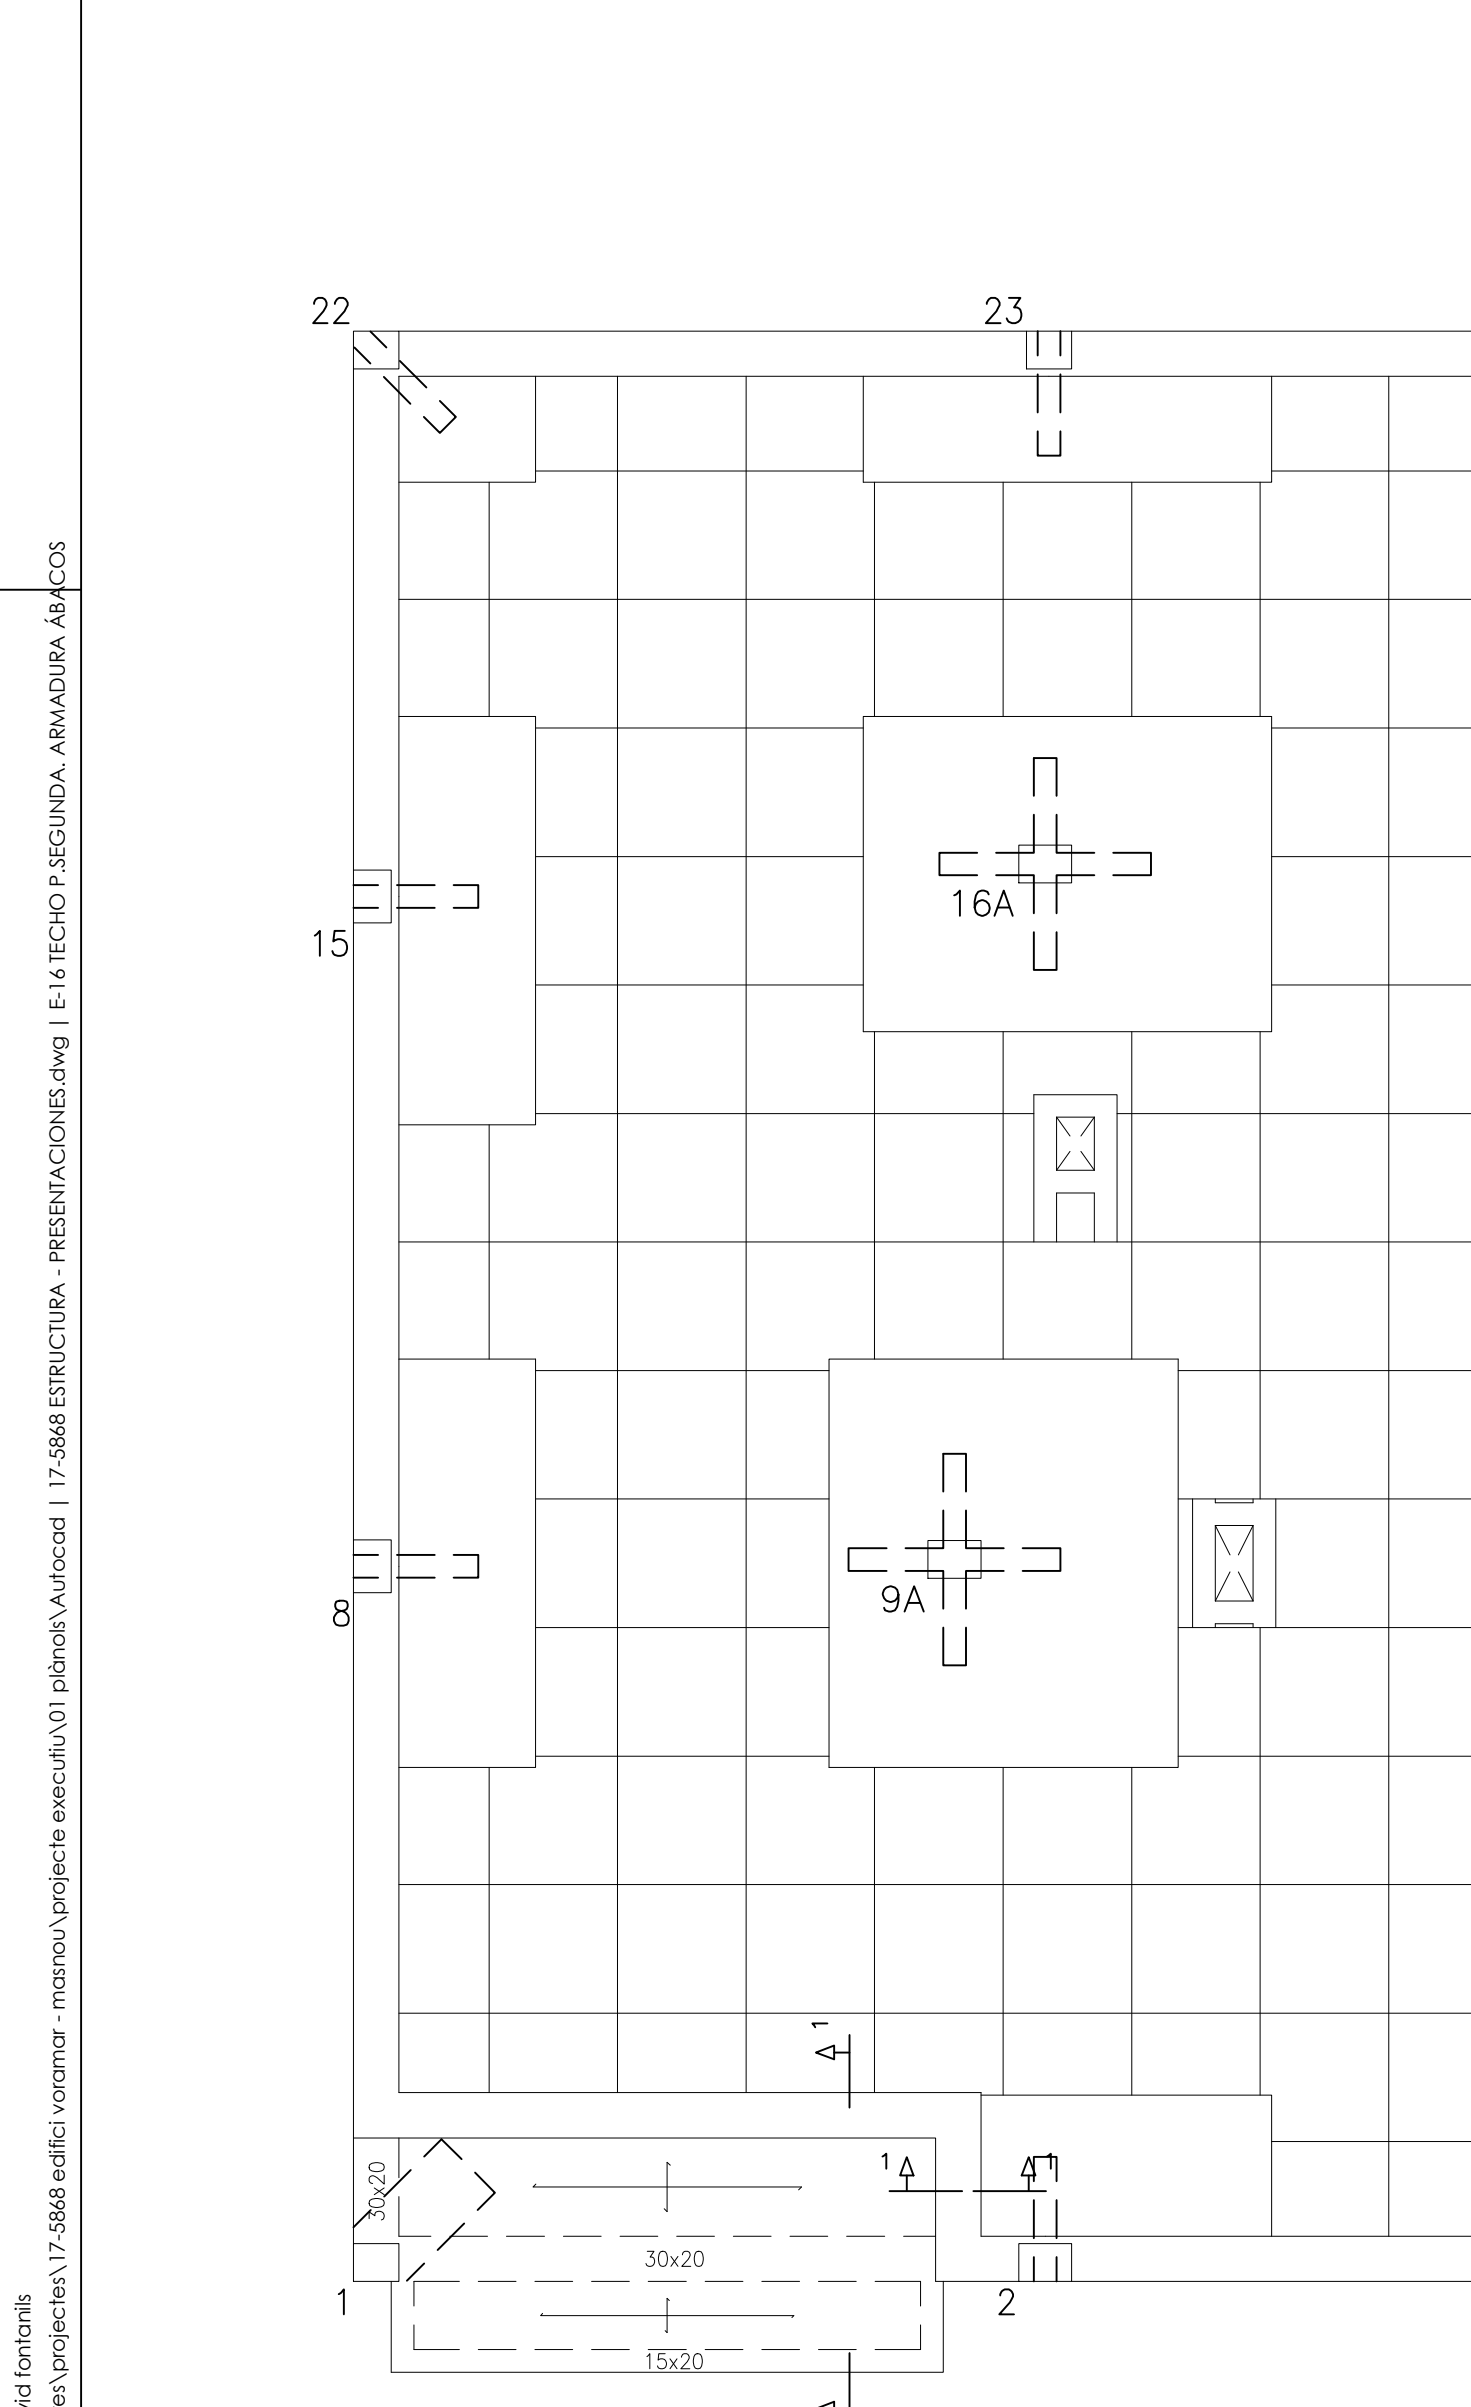 22
23
16A
15
8
9A
1
1
1
30x20
30x20
1
2
15x20
vid fontanils
es\projectes\17-5868 edifici voramar - masnou\projecte executiu\01 plànols\Autocad | 17-5868 ESTRUCTURA - PRESENTACIONES.dwg | E-16 TECHO P.SEGUNDA. ARMADURA ÁBACOS